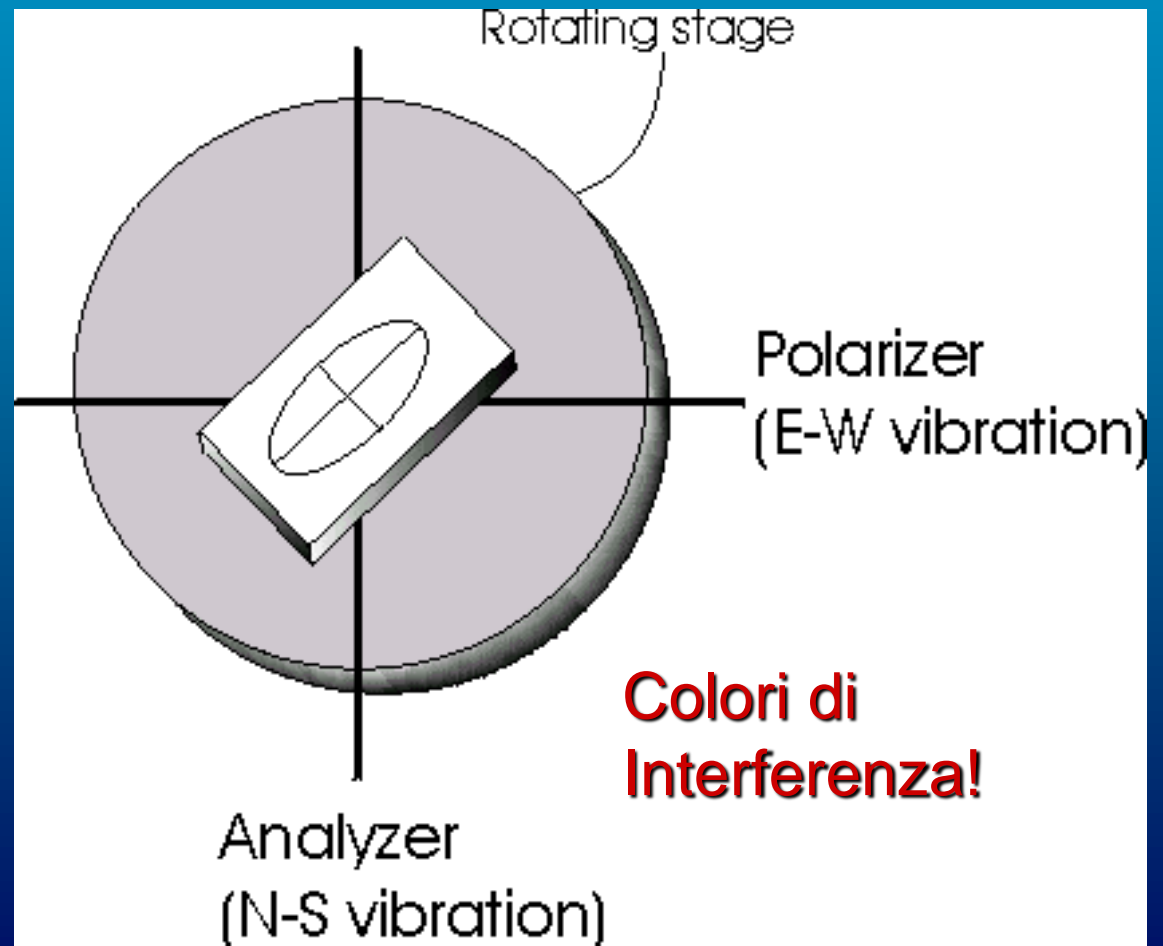 Rotating stage
Polarizer
(E-W vibration)
Colori di
Interferenza!
Analyzer
(N-S vibration)